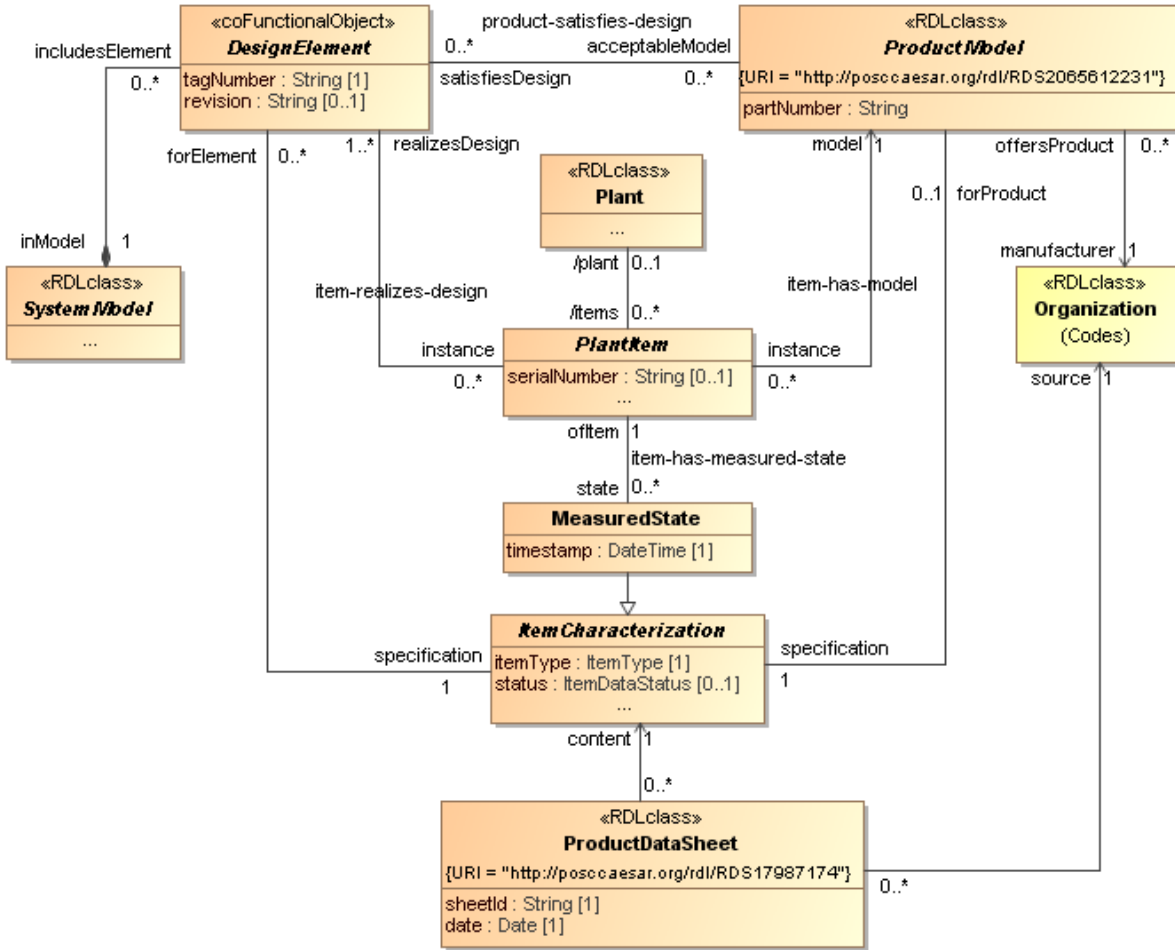 «coFunctionalObject»
DesignElement
tagNumber : String [1]
revision : String [0..1]
includesElement
0..*
product-satisfies-design
0..*
acceptableModel
satisfiesDesign
0..*
«RDLclass»
ProductModel
{URI = "http://posccaesar.org/rdl/RDS2065612231"}
partNumber : String
forElement
0..*
1..*
realizesDesign
model
1
offersProduct
0..*
«RDLclass»
Plant
...
0..1
forProduct
inModel
1
/plant
0..1
manufacturer
1
«RDLclass»
SystemModel
...
item-realizes-design
item-has-model
«RDLclass»
Organization
(Codes)
/items
0..*
instance
0..*
PlantItem
serialNumber : String [0..1]
...
instance
0..*
source
1
ofItem
1
item-has-measured-state
state
0..*
MeasuredState
timestamp : DateTime [1]
ItemCharacterization
itemType : ItemType [1]
status : ItemDataStatus [0..1]
...
specification
1
specification
1
content
1
0..*
«RDLclass»
ProductDataSheet
{URI = "http://posccaesar.org/rdl/RDS17987174"}
sheetId : String [1]
date : Date [1]
0..*